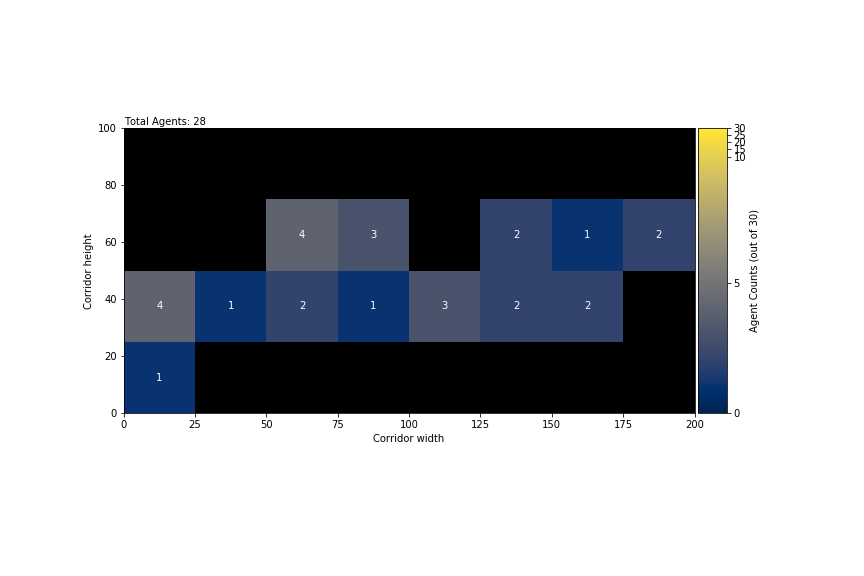 Total Agents: 28
100
80
60
40
20
0
Corridor height
4 3 2 1 2
4 1 2 1 3 2 2
1
0 25 50 75 100 125 150 175 200
Corridor width
30
25
20
15
10
5
0
Agent Counts (out of 30)